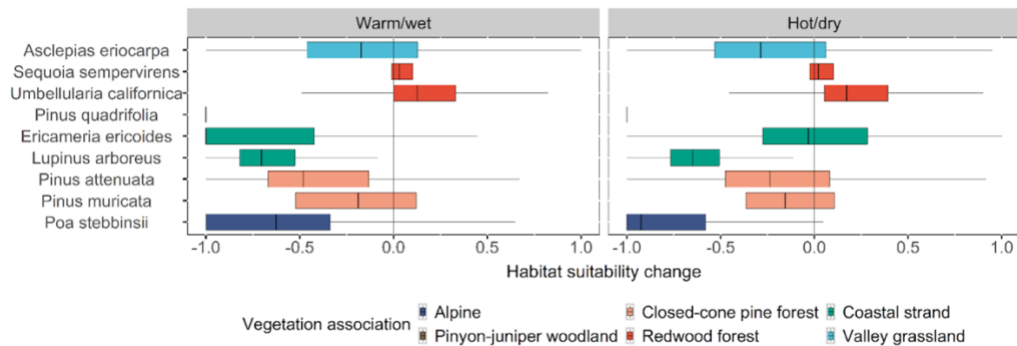 Warm/wet Hot/dry
Asclepias eriocarpa
Sequoia sempervirens
Umbellularia californica
Pinus quadrifolia
Ericameria ericoides
Lupinus arboreus
Pinus attenuata
Pinus muricata
Poa stebbinsii
-1.0 -0.5 0.0 0.5 1.0 -1.0 -0.5 0.0 0.5 1.0
Habitat suitability change
Vegetation association
Alpine Closed-cone pine forest Coastal strand
Pinyon-juniper woodland Redwood forest Valley grassland